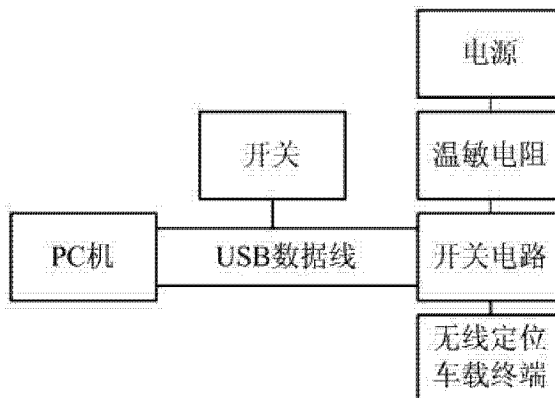 电源
开关
温敏电阻
PC机
USB数据线
开关电路
无线定位
车载终端